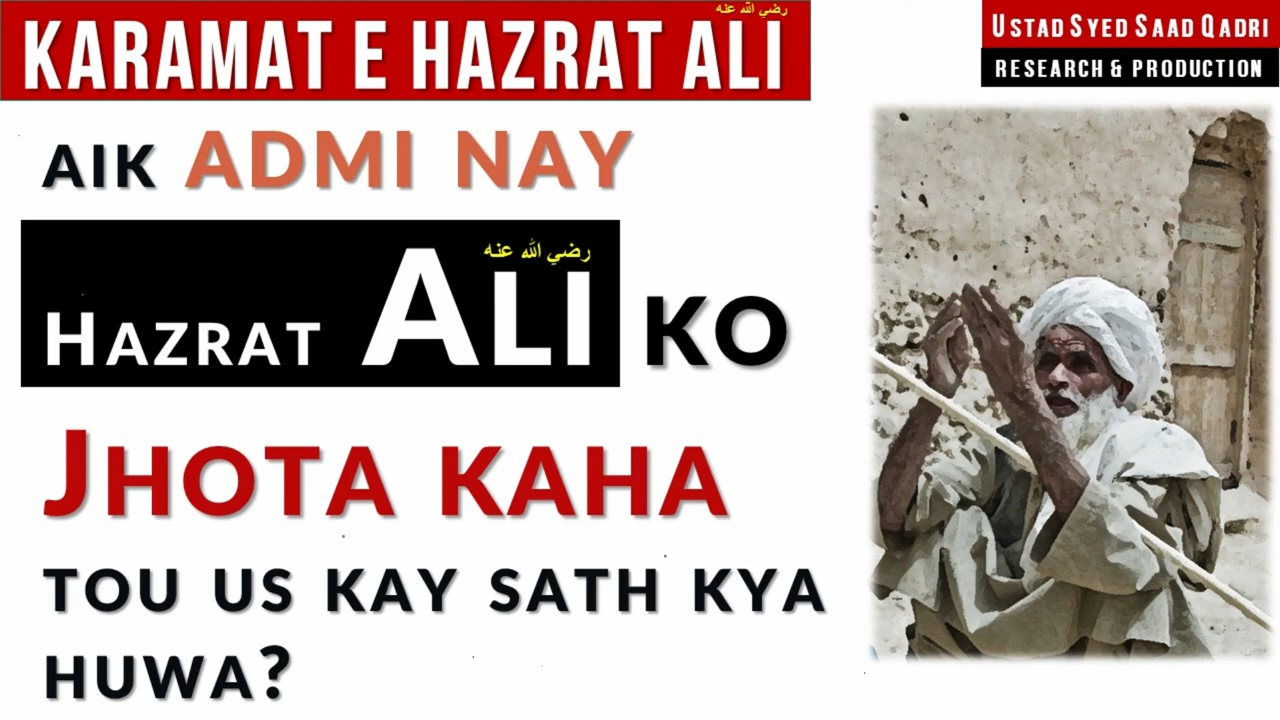 رضي الله عنه
KARAMAT E HAZRAT ALI
USTAD SYED SAAD QADRI
RESEARCH & PRODUCTION
AIK ADMI NAY
رضي الله عنه
HAZRAT ALI KO
JHOTA KAHA
TOU US KAY SATH KYA
HUWA?